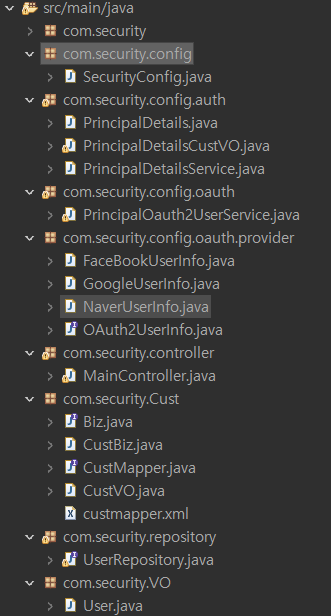 src/main/java
com.security
com.security.config
SecurityConfig.java
com.security.config.auth
PrincipalDetails.java
PrincipalDetailsCustVO.java
PrincipalDetailsService.java
com.security.config.oauth
PrincipalOauth2UserService.java
com.security.config.oauth.provider
FaceBookUserInfo.java
GoogleUserInfo.java
NaverUserInfo.java
OAuth2UserInfo.java
com.security.controller
MainController.java
com.security.Cust
Biz.java
CustBiz.java
CustMapper.java
CustVO.java
custmapper.xml
com.security.repository
UserRepository.java
com.security.VO
User.java